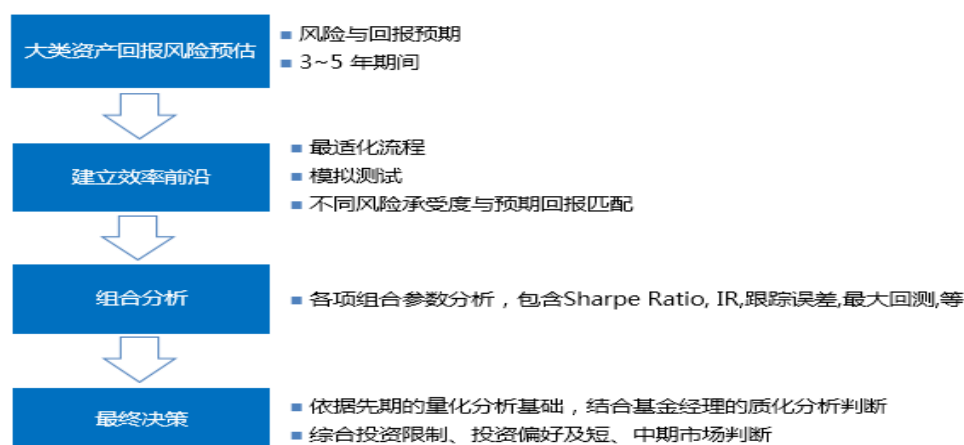 大类资产回报风险预估
风险与回报预期
3~5 年期间
建立效率前沿
最适化流程
模拟测试
不同风险承受度与预期回报匹配
组合分析
各项组合参数分析，包含Sharpe Ratio, IR,跟踪误差,最大回测,等
最终决策
依据先期的量化分析基础，结合基金经理的质化分析判断
综合投资限制、投资偏好及短、中期市场判断